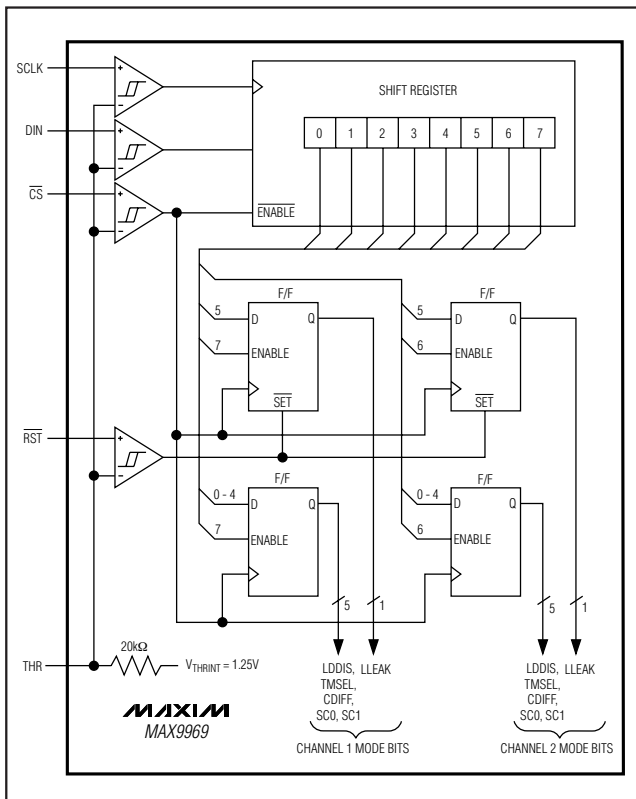 SCLK
SHIFT REGISTER
0 1 2 3 4 5 6 7
DIN
CS
ENABLE
F/F
F/F
5
D
Q
5
D
Q
7
ENABLE
6
ENABLE
SET
SET
RST
F/F
F/F
0 - 4
D
Q
0 - 4
D
Q
7
ENABLE
6
ENABLE
5
1
5
1
20kΩ
THR
VTHRINT = 1.25V
LDDIS, LLEAK
TMSEL,
CDIFF,
SC0, SC1
LDDIS, LLEAK
TMSEL,
CDIFF,
SC0, SC1
MAXIM
MAX9969
CHANNEL 1 MODE BITS
CHANNEL 2 MODE BITS